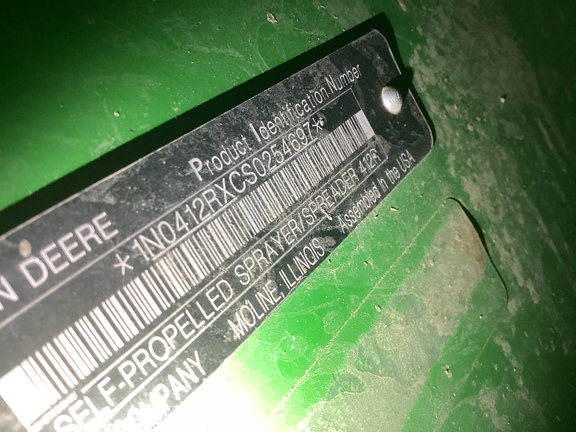 N DEERE
Product Identification Number
*1N0412RXCS0254697*
SELF-PROPELLED SPRAYER/SPREADER 412R
COMPANY MOLINE, ILLINOIS Assembled in the USA